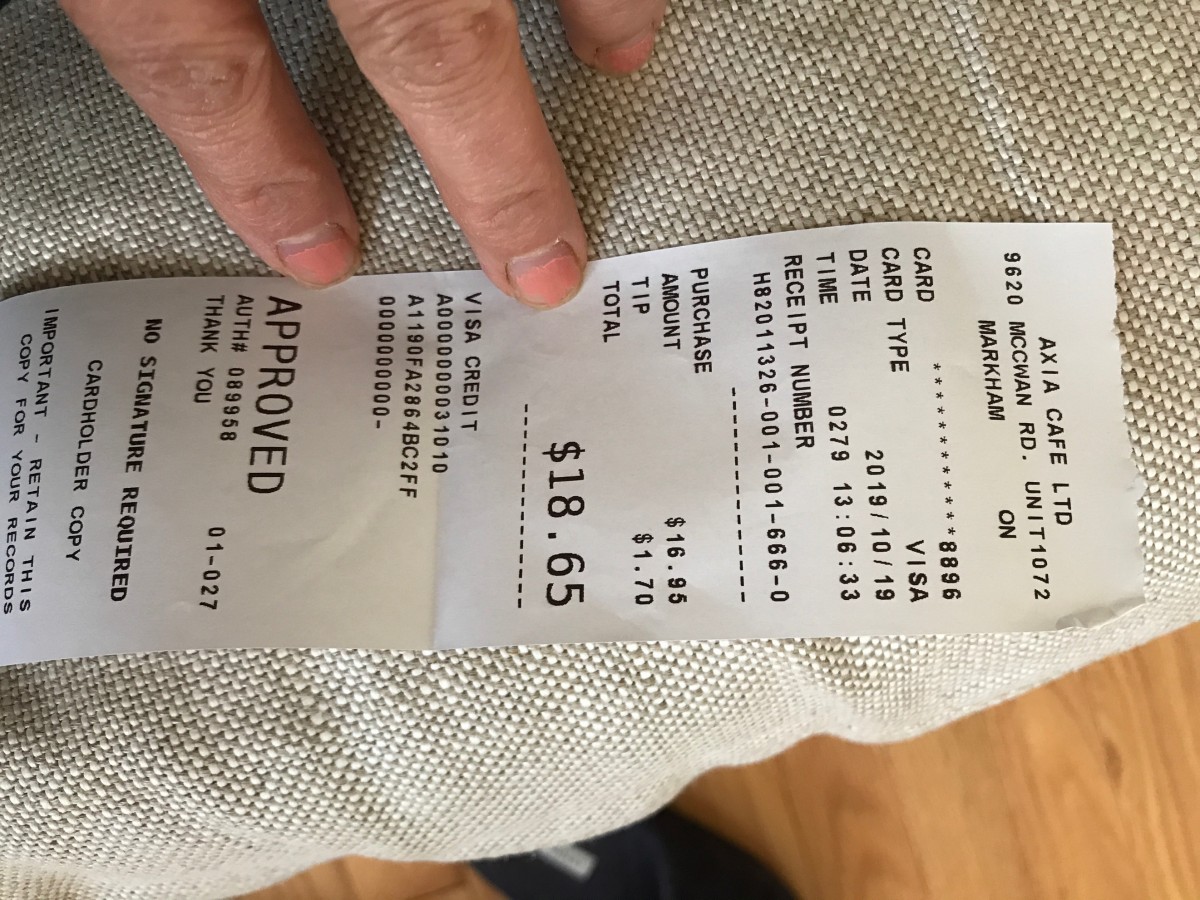 AXIA CAFE LTD
9620 MCCWAN RD. UNIT1072
MARKHAM ON
CARD ************8896
CARD TYPE VISA
DATE 2019/10/19
TIME 0279 13:06:33
RECEIPT NUMBER
H82011326-001-001-666-0
PURCHASE
AMOUNT $16.95
TIP $1.70
TOTAL
$18.65
VISA CREDIT
A0000000031010
A1190FA2864BC2FF
0000000000-
APPROVED
AUTH# 089958 01-027
THANK YOU
NO SIGNATURE REQUIRED
CARDHOLDER COPY
IMPORTANT - RETAIN THIS
COPY FOR YOUR RECORDS